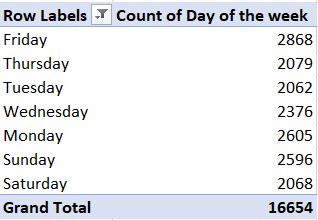 Row Labels Count of Day of the week
Friday 2868
Thursday 2079
Tuesday 2062
Wednesday 2376
Monday 2605
Sunday 2596
Saturday 2068
Grand Total 16654